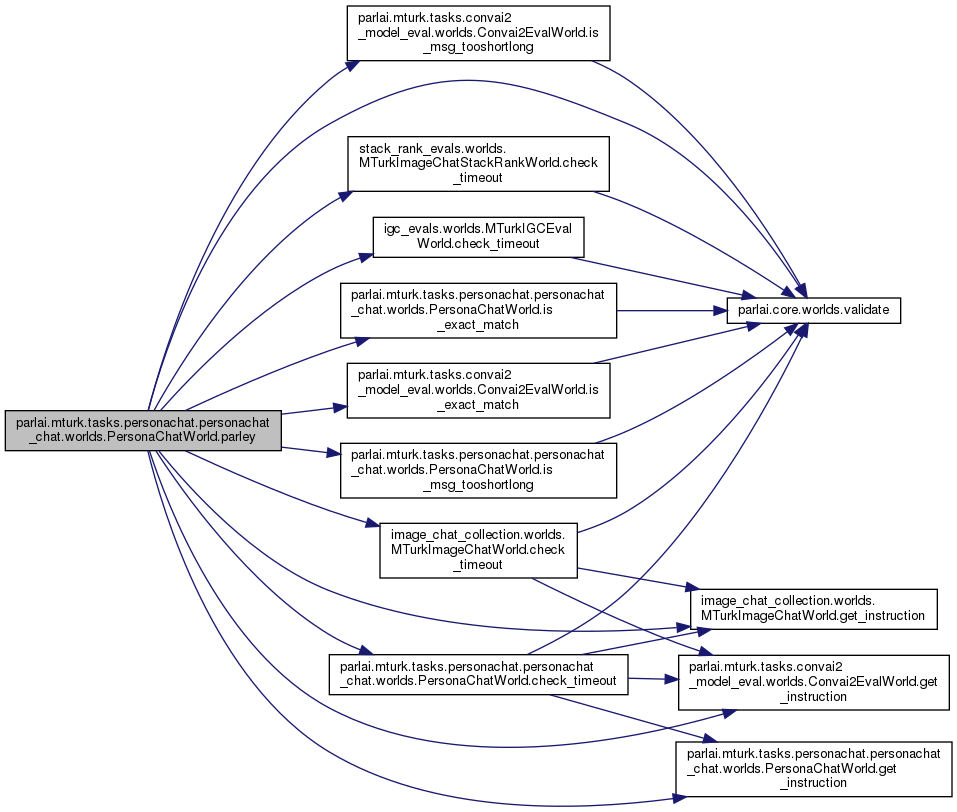 parlai.mturk.tasks.convai2
_model_eval.worlds.Convai2EvalWorld.is
_msg_tooshortlong
stack_rank_evals.worlds.
MTurkImageChatStackRankWorld.check
_timeout
igc_evals.worlds.MTurkIGCEval
World.check_timeout
parlai.mturk.tasks.personachat.personachat
_chat.worlds.PersonaChatWorld.is
_exact_match
parlai.core.worlds.validate
parlai.mturk.tasks.convai2
_model_eval.worlds.Convai2EvalWorld.is
_exact_match
parlai.mturk.tasks.personachat.personachat
_chat.worlds.PersonaChatWorld.parley
parlai.mturk.tasks.personachat.personachat
_chat.worlds.PersonaChatWorld.is
_msg_tooshortlong
image_chat_collection.worlds.
MTurkImageChatWorld.check
_timeout
image_chat_collection.worlds.
MTurkImageChatWorld.get_instruction
parlai.mturk.tasks.personachat.personachat
_chat.worlds.PersonaChatWorld.check_timeout
parlai.mturk.tasks.convai2
_model_eval.worlds.Convai2EvalWorld.get
_instruction
parlai.mturk.tasks.personachat.personachat
_chat.worlds.PersonaChatWorld.get
_instruction